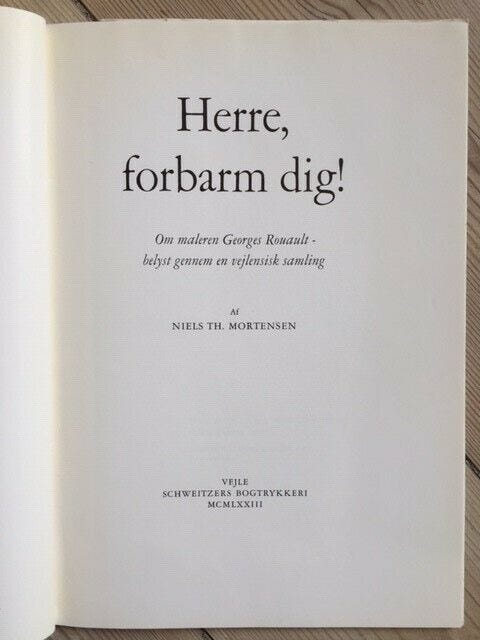 Herre,
forbarm dig!
Om maleren Georges Rouault -
belyst gennem en vejlensisk samling
Af
NIELS TH. MORTENSEN
VEJLE
SCHWEITZERS BOGTRYKKERI
MCMLXXIII